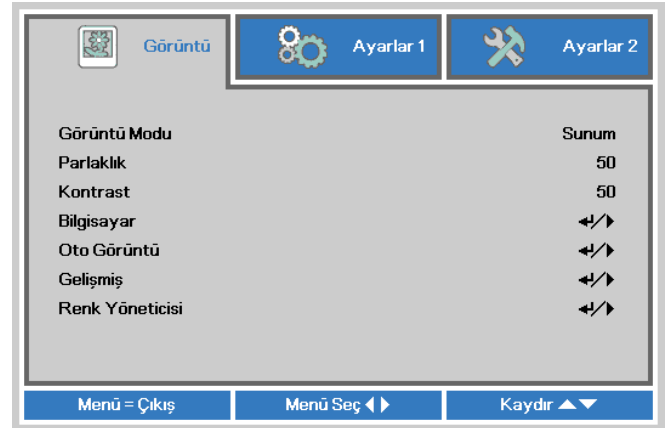 Görüntü Ayarlar 1 Ayarlar 2
Görüntü Modu Sunum
Parlaklık 50
Kontrast 50
Bilgisayar ↵/▶
Oto Görüntü ↵/▶
Gelişmiş ↵/▶
Renk Yöneticisi ↵/▶
Menü = Çıkış Menü Seç ◀▶ Kaydır ▲▼